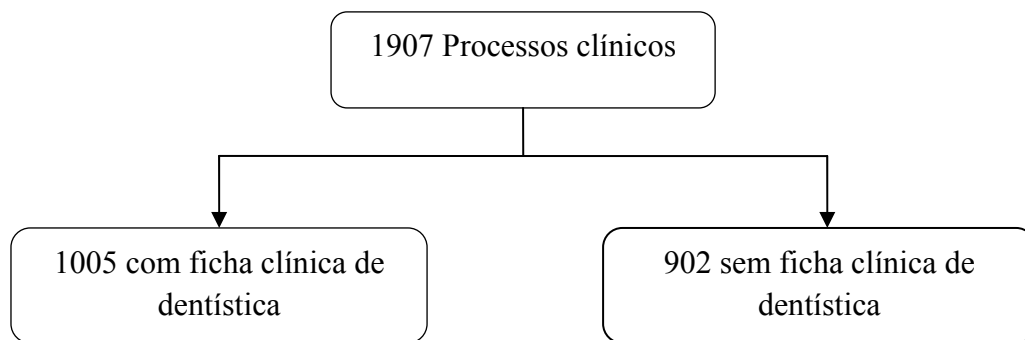 1907 Processos clínicos
1005 com ficha clínica de
dentística
902 sem ficha clínica de
dentística